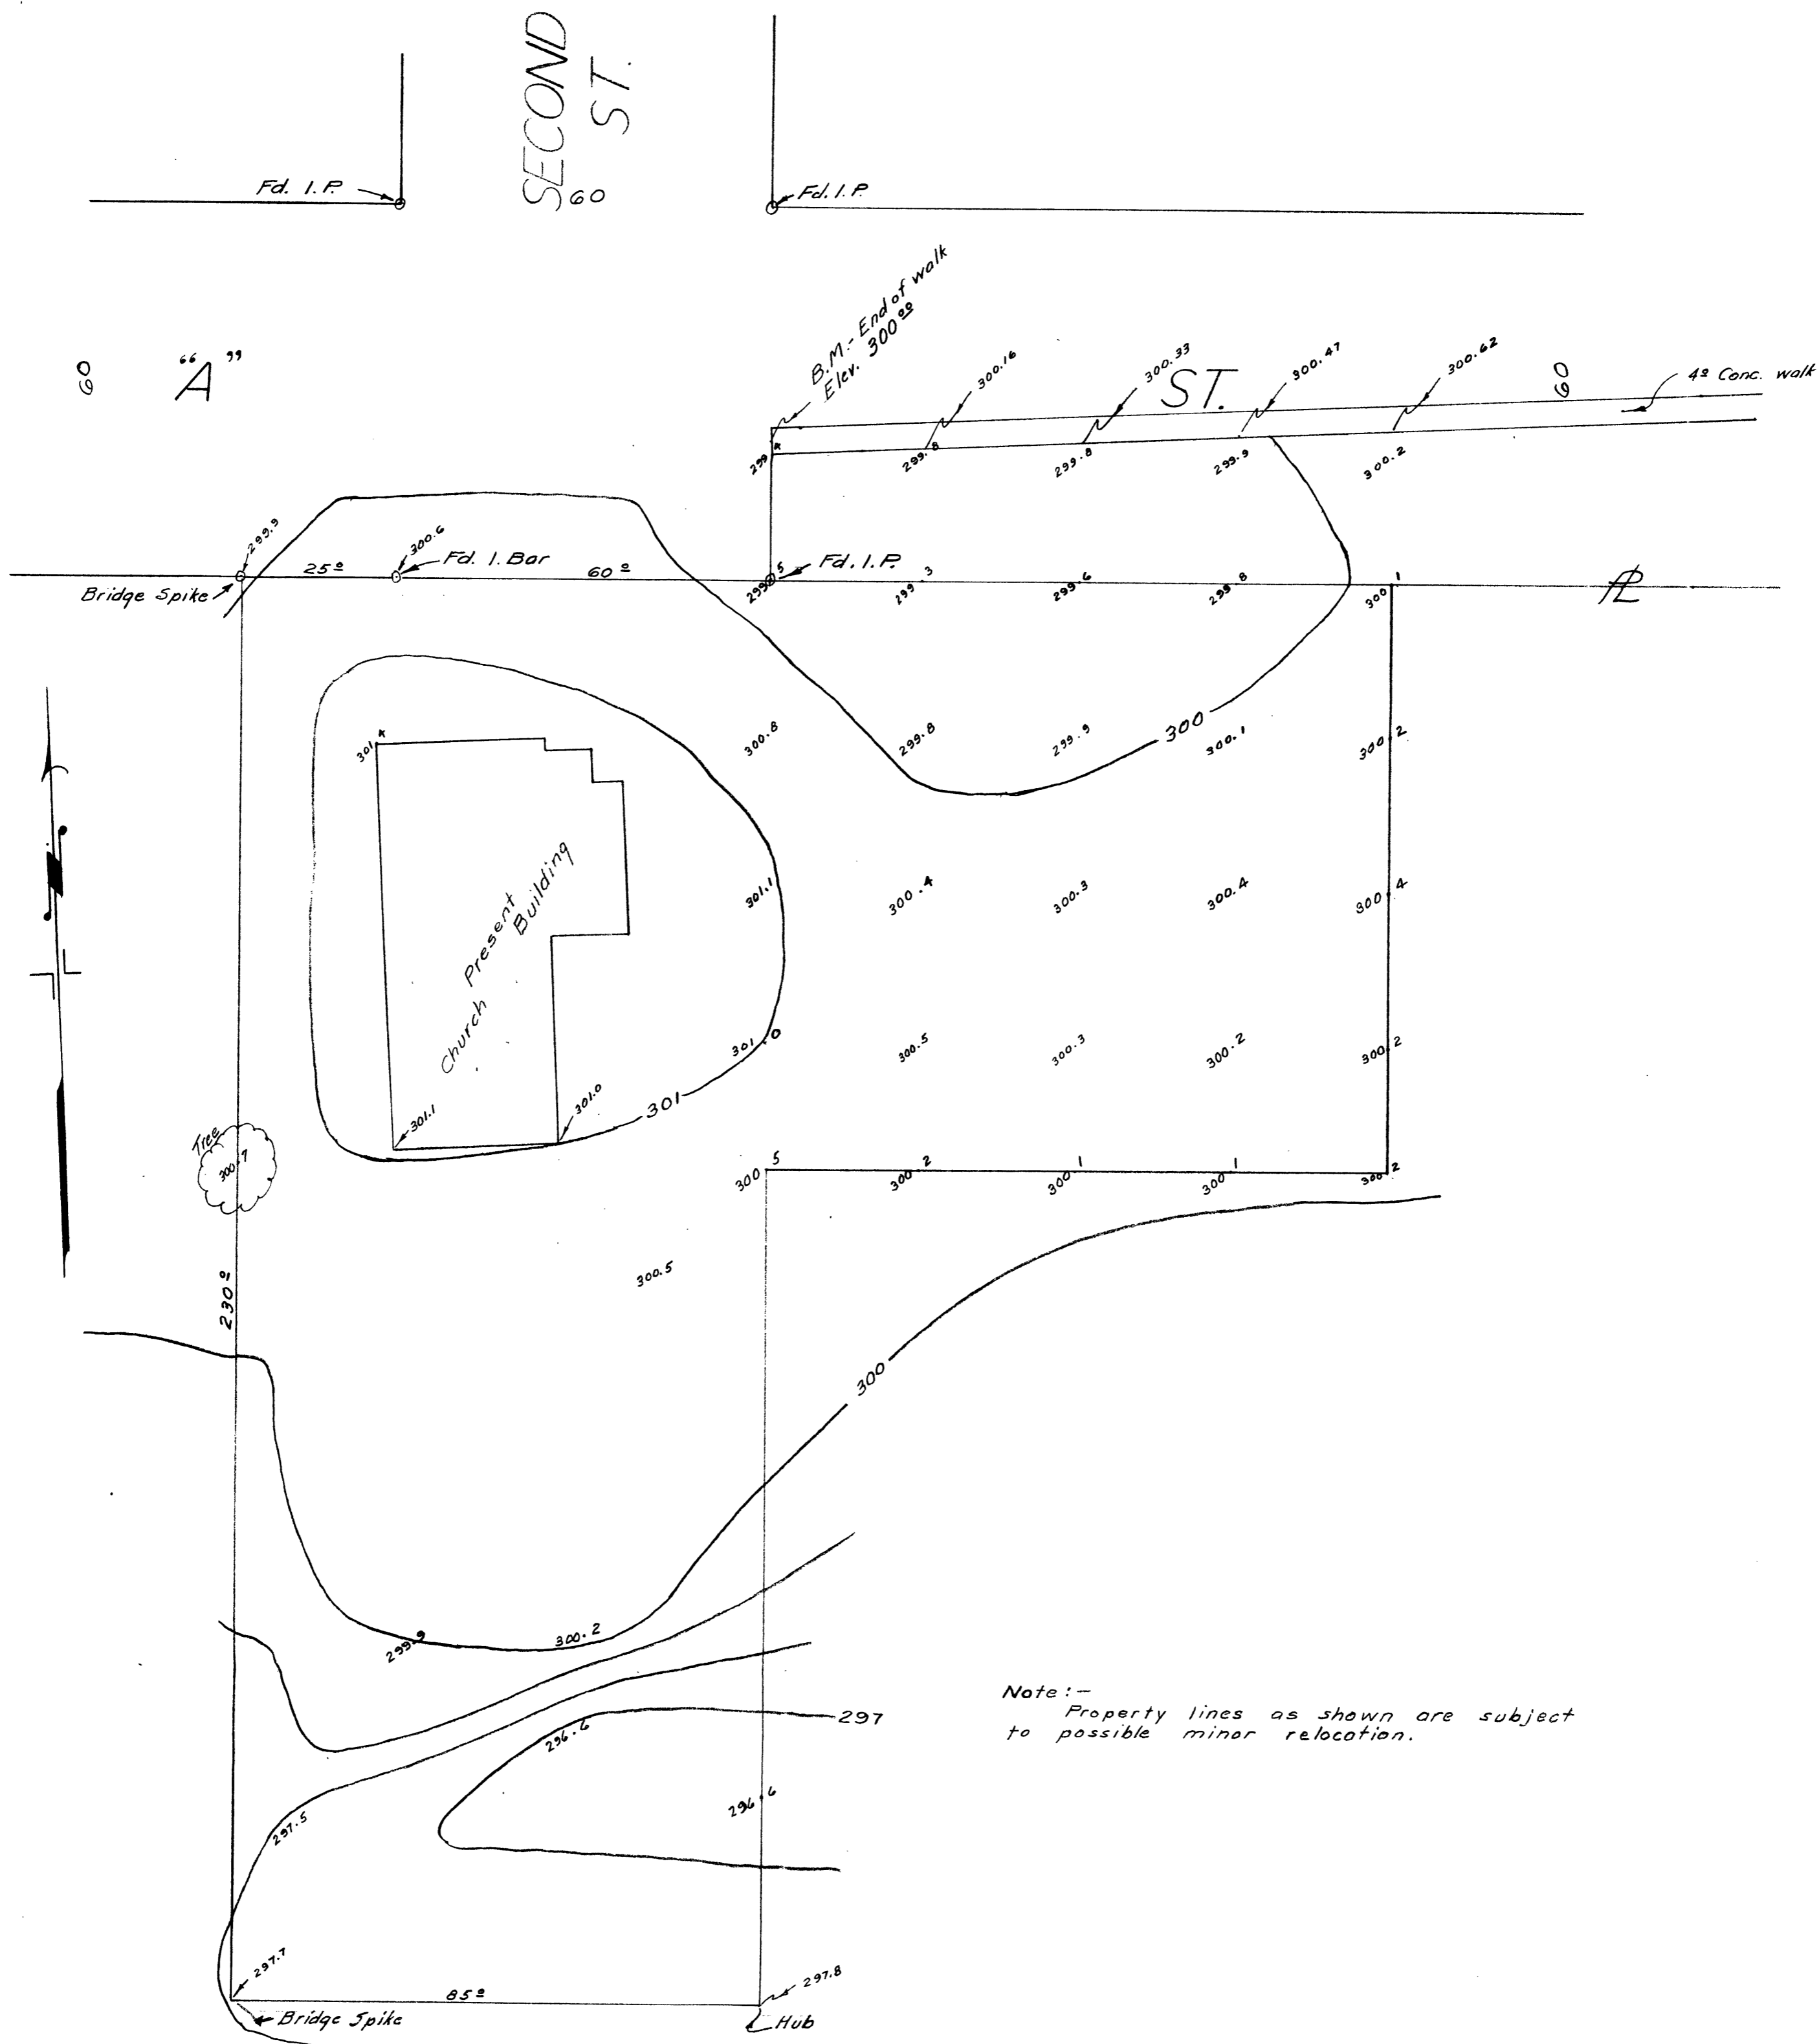 SECOND
ST.
60
Fd. I.P.
Fd. I.P.
B.M.- End of walk
Elev. 300.00
60
"A"
ST.
60
300.16
300.33
300.47
300.62
4.0 Conc. walk
299.8
299.8
299.9
300.2
299.9
300.6
25.0
Fd. I. Bar
60.0
Fd. I.P.
Bridge Spike
299.3
299.6
299.8
300.1
PL
300
300.8
299.8
299.9
300.1
300.2
301.4
Present
Church Building
301.1
300.4
300.3
300.4
300.4
301.0
300.5
300.3
300.2
300.2
301.1
301.0
301
Tree
300.7
300.5
300.2
300.1
300.1
300.2
300.5
230.0
300
299.9
300.2
297
296.6
296.6
297.5
Note:-
Property lines as shown are subject
to possible minor relocation.
297.7
85.0
297.8
Bridge Spike
Hub